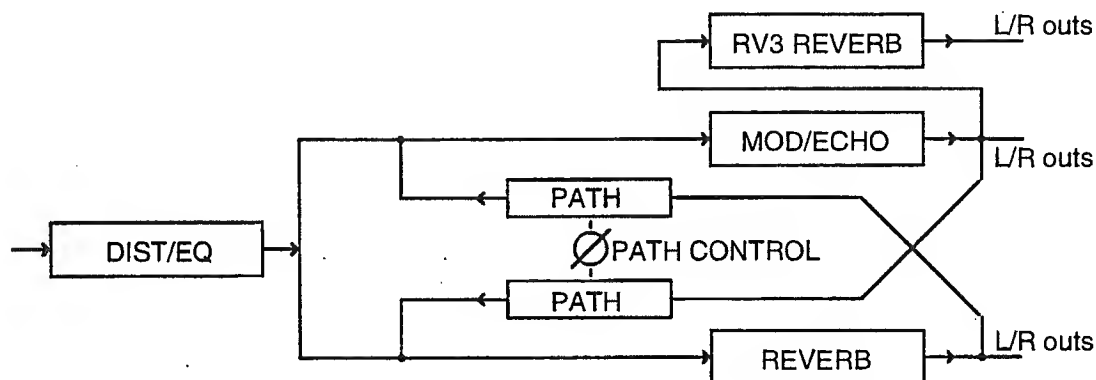 RV3 REVERB
L/R outs
MOD/ECHO
L/R outs
PATH
DIST/EQ
PATH CONTROL
PATH
REVERB
L/R outs